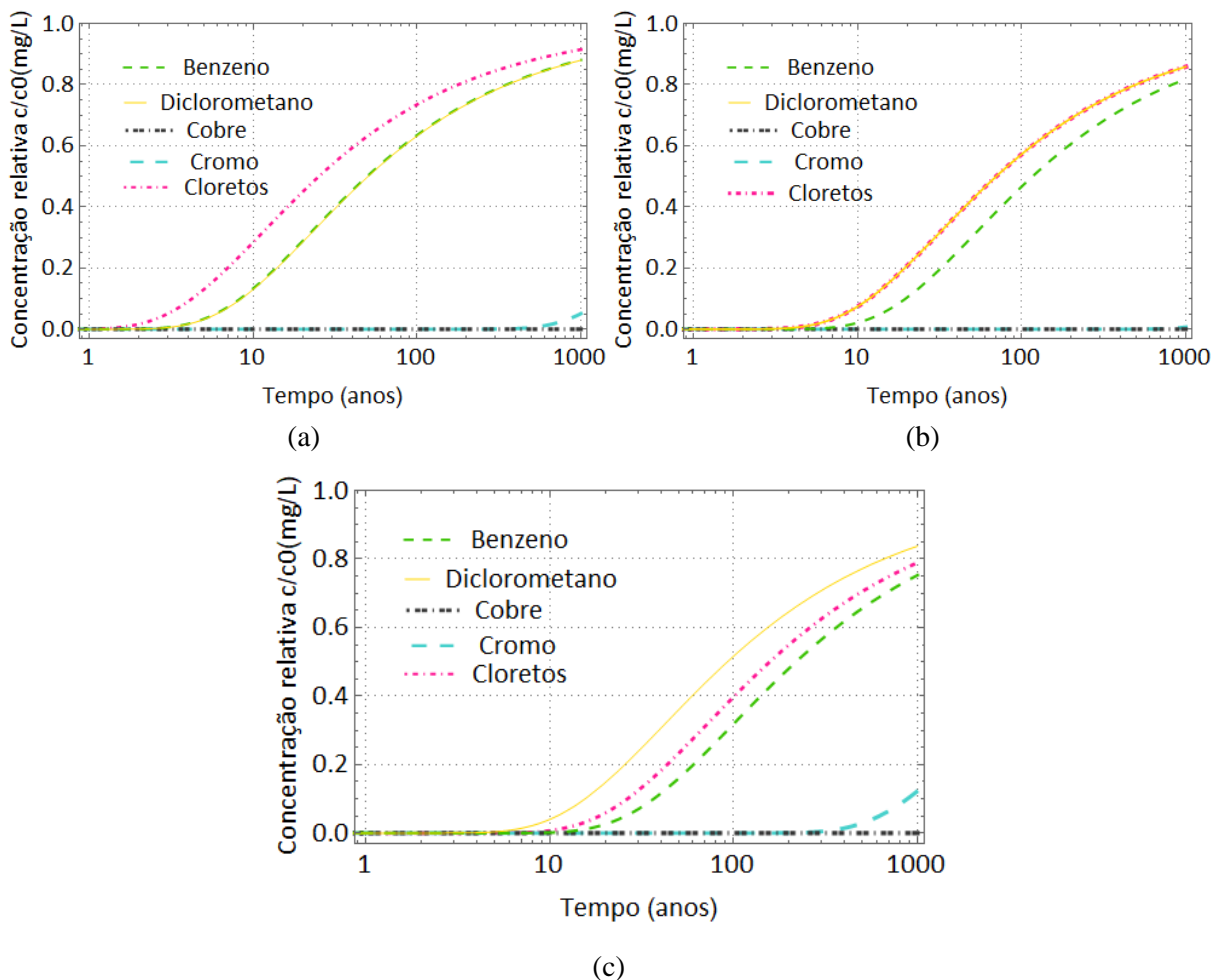 Concentração relativa c/c0(mg/L)
1.0
0.8
0.6
0.4
0.2
0.0
Benzeno
Diclorometano
Cobre
Cromo
Cloretos
1 10 100 1000
Tempo (anos)
(a)
Concentração relativa c/c0(mg/L)
1.0
0.8
0.6
0.4
0.2
0.0
Benzeno
Diclorometano
Cobre
Cromo
Cloretos
1 10 100 1000
Tempo (anos)
(b)
Concentração relativa c/c0(mg/L)
1.0
0.8
0.6
0.4
0.2
0.0
Benzeno
Diclorometano
Cobre
Cromo
Cloretos
1 10 100 1000
Tempo (anos)
(c)